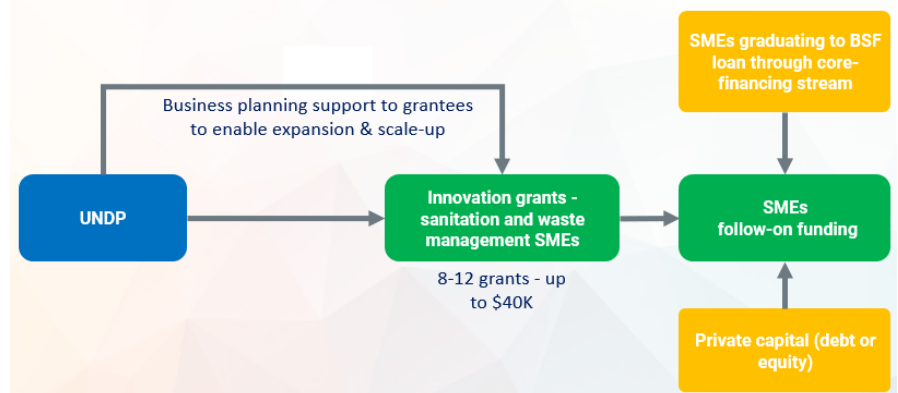 SMEs graduating to BSF
loan through core-
financing stream
Business planning support to grantees
to enable expansion & scale-up
UNDP
Innovation grants -
sanitation and waste
management SMEs
SMEs
follow-on funding
8-12 grants - up
to $40K
Private capital (debt or
equity)